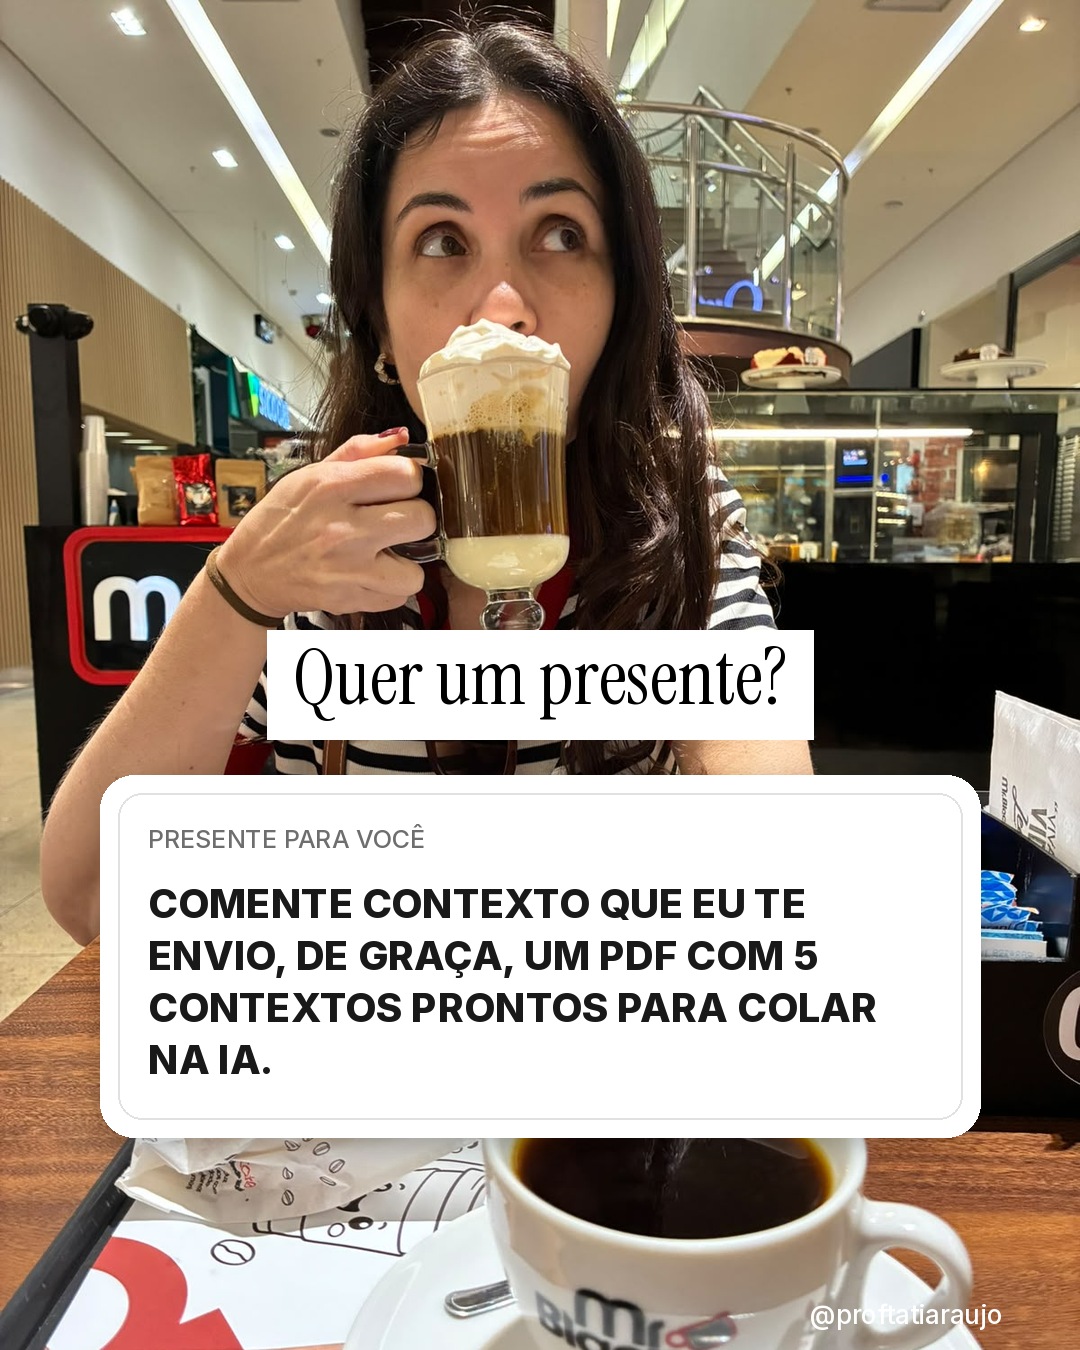 Quer um presente?
PRESENTE PARA VOCÊ
COMENTE CONTEXTO QUE EU TE
ENVIO, DE GRAÇA, UM PDF COM 5
CONTEXTOS PRONTOS PARA COLAR
NA IA.
Mr
@proftatiaraujo